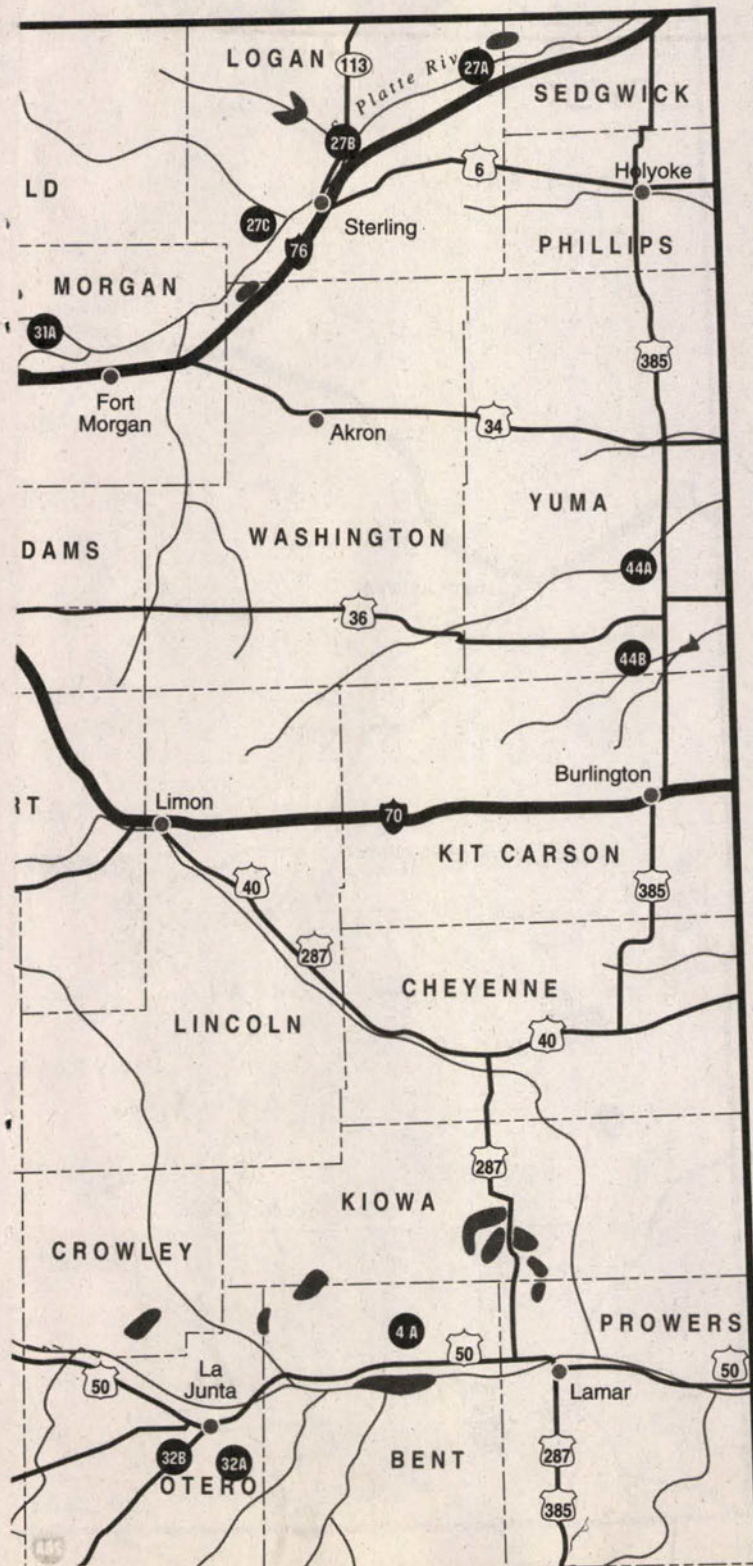 LOGAN
113
S. Platte Riv
27A
SEDGWICK
27B
6
Holyoke
LD
27C
Sterling
76
PHILLIPS
MORGAN
31A
385
Fort
Morgan
Akron
34
YUMA
DAMS
WASHINGTON
44A
36
44B
Burlington
RT
Limon
70
KIT CARSON
40
385
287
CHEYENNE
LINCOLN
40
287
KIOWA
CROWLEY
4A
PROWERS
50
La
Junta
50
50
Lamar
32B
32A
BENT
287
OTERO
385